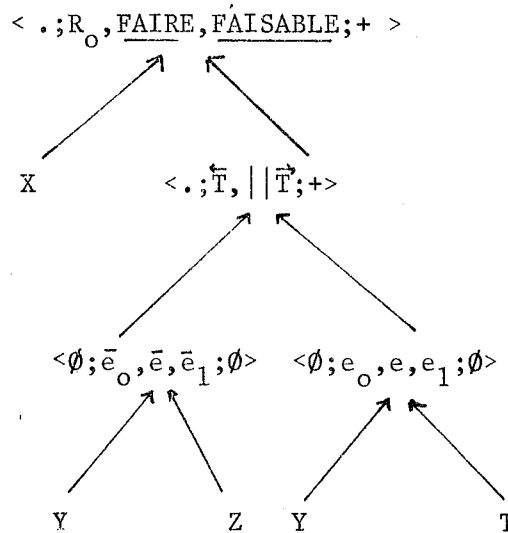 < .;R₀,FAIRE,FAISABLE;+ >
X <.;T⃖,||T⃗;+>
<Ø;ē₀,ē,ē₁;Ø> <Ø;e₀,e,e₁;Ø>
Y Z Y T